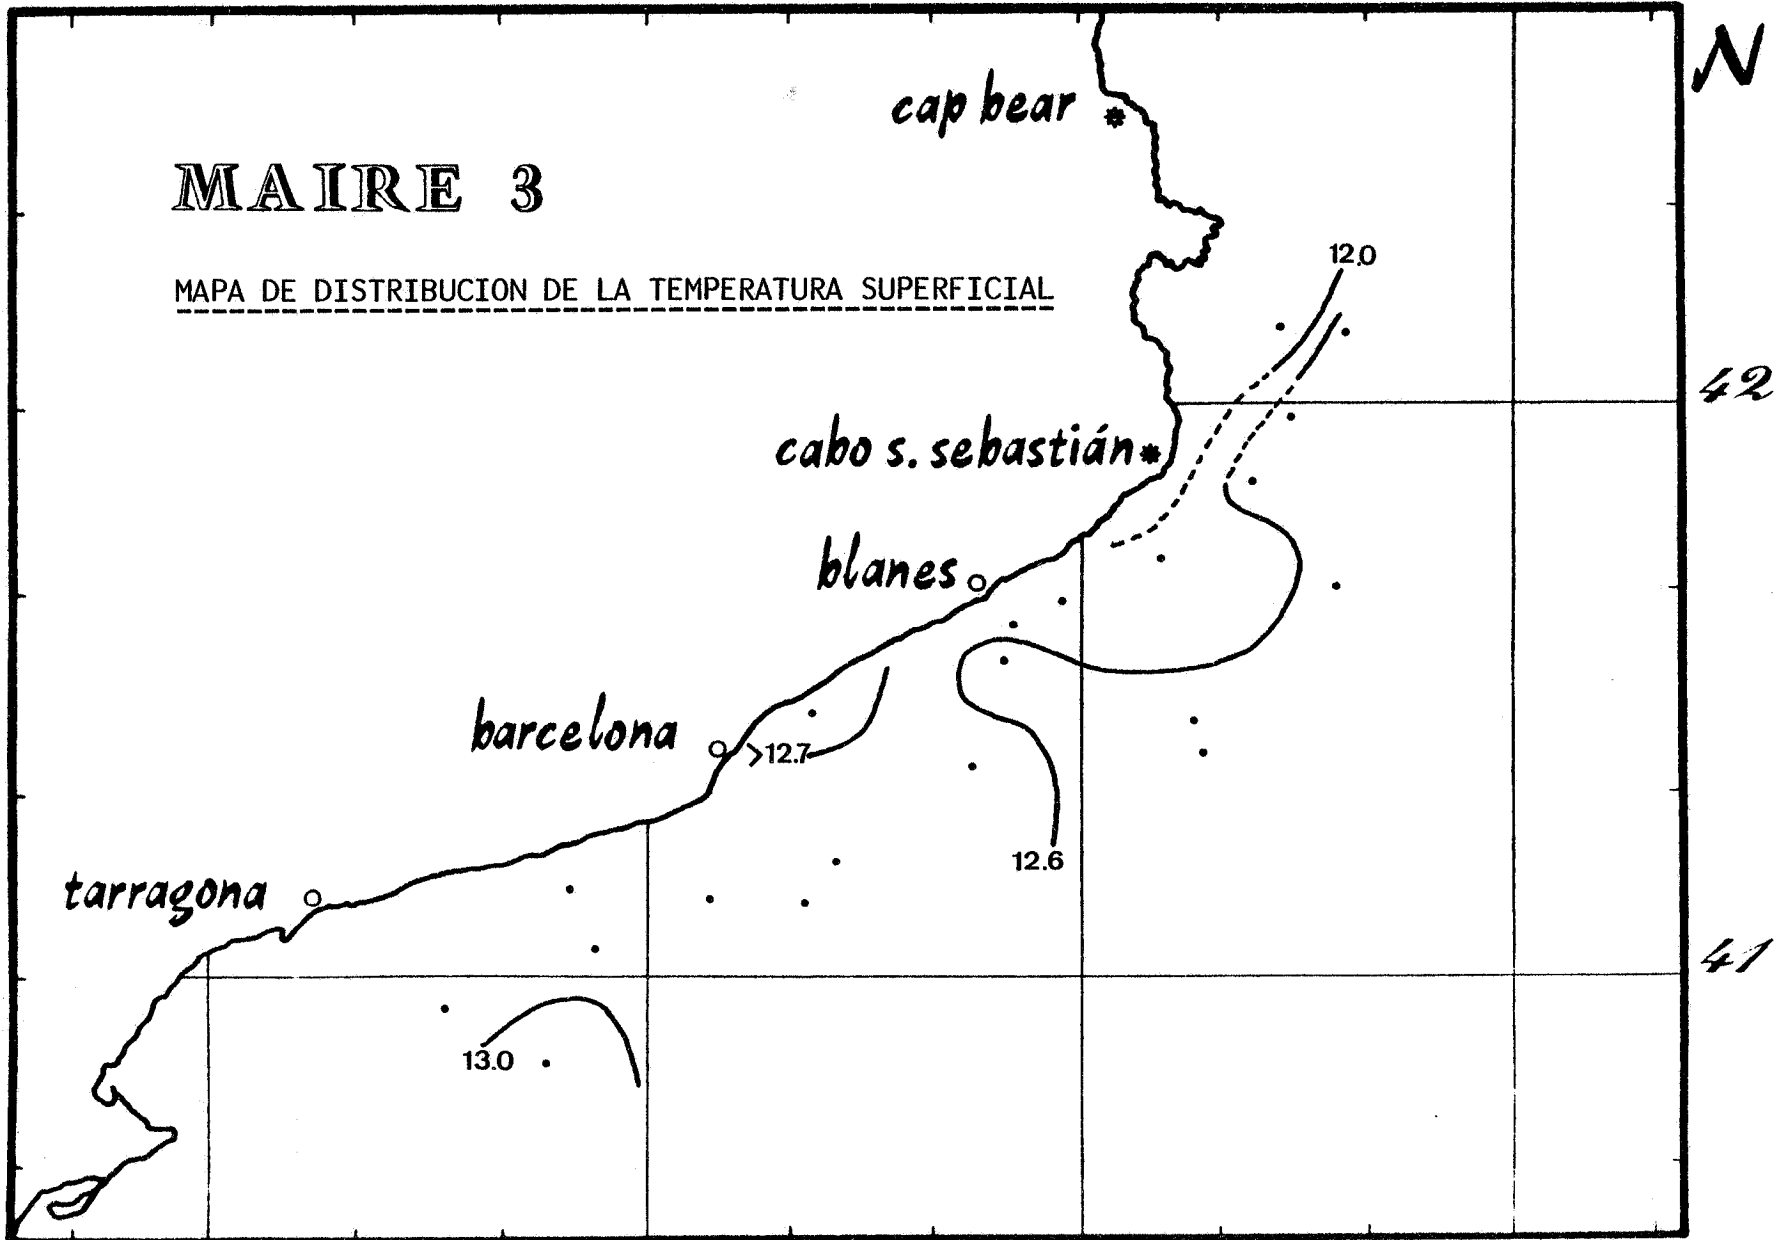 N
cap bear
MAIRE 3
12.0
MAPA DE DISTRIBUCION DE LA TEMPERATURA SUPERFICIAL
42
cabo s. sebastián
blanes
barcelona
>12.7
12.6
tarragona
41
13.0